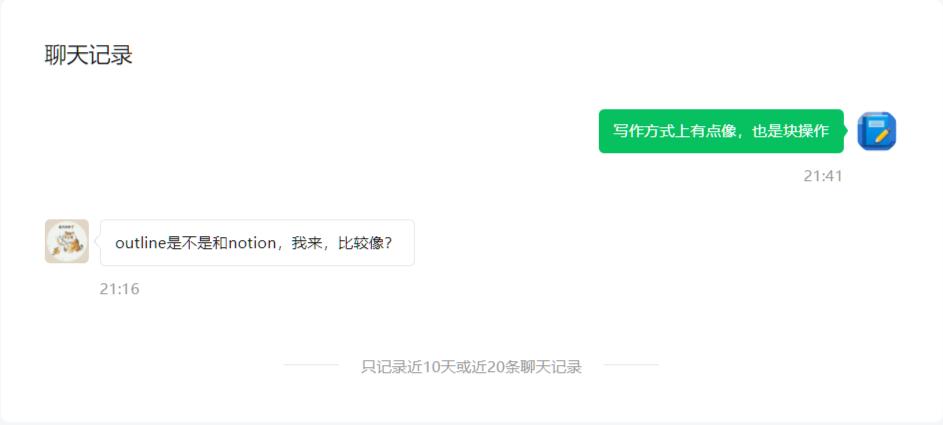 聊天记录
写作方式上有点像，也是块操作
21:41
outline是不是和notion，我来，比较像？
21:16
只记录近10天或近20条聊天记录